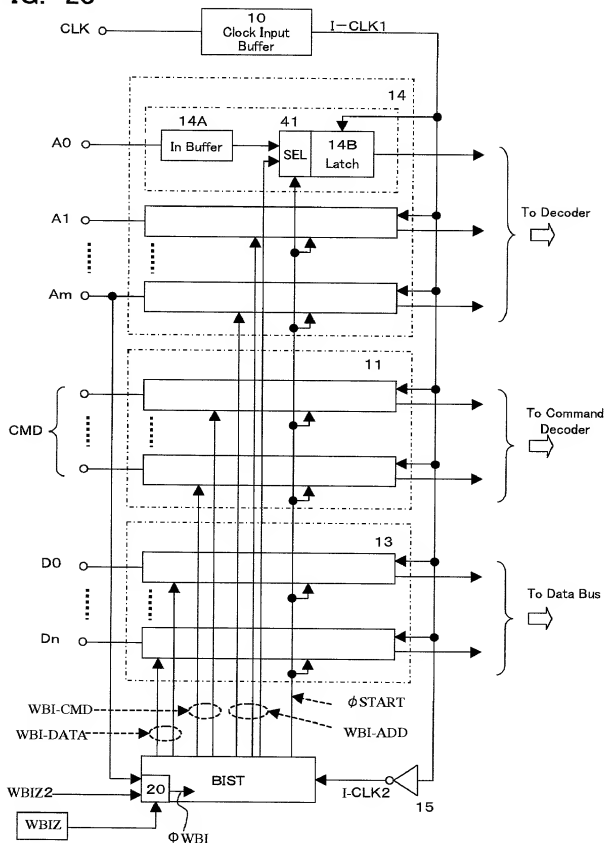 CLK
10
Clock Input
Buffer
I-CLK1
14
14A
41
A0
In Buffer
SEL
14B
Latch
A1
To Decoder
Am
11
CMD
To Command
Decoder
13
D0
To Data Bus
Dn
WBI-CMD
ΦSTART
WBI-DATA
WBI-ADD
BIST
WBIZ2
20
I-CLK2
15
WBIZ
ΦWBI